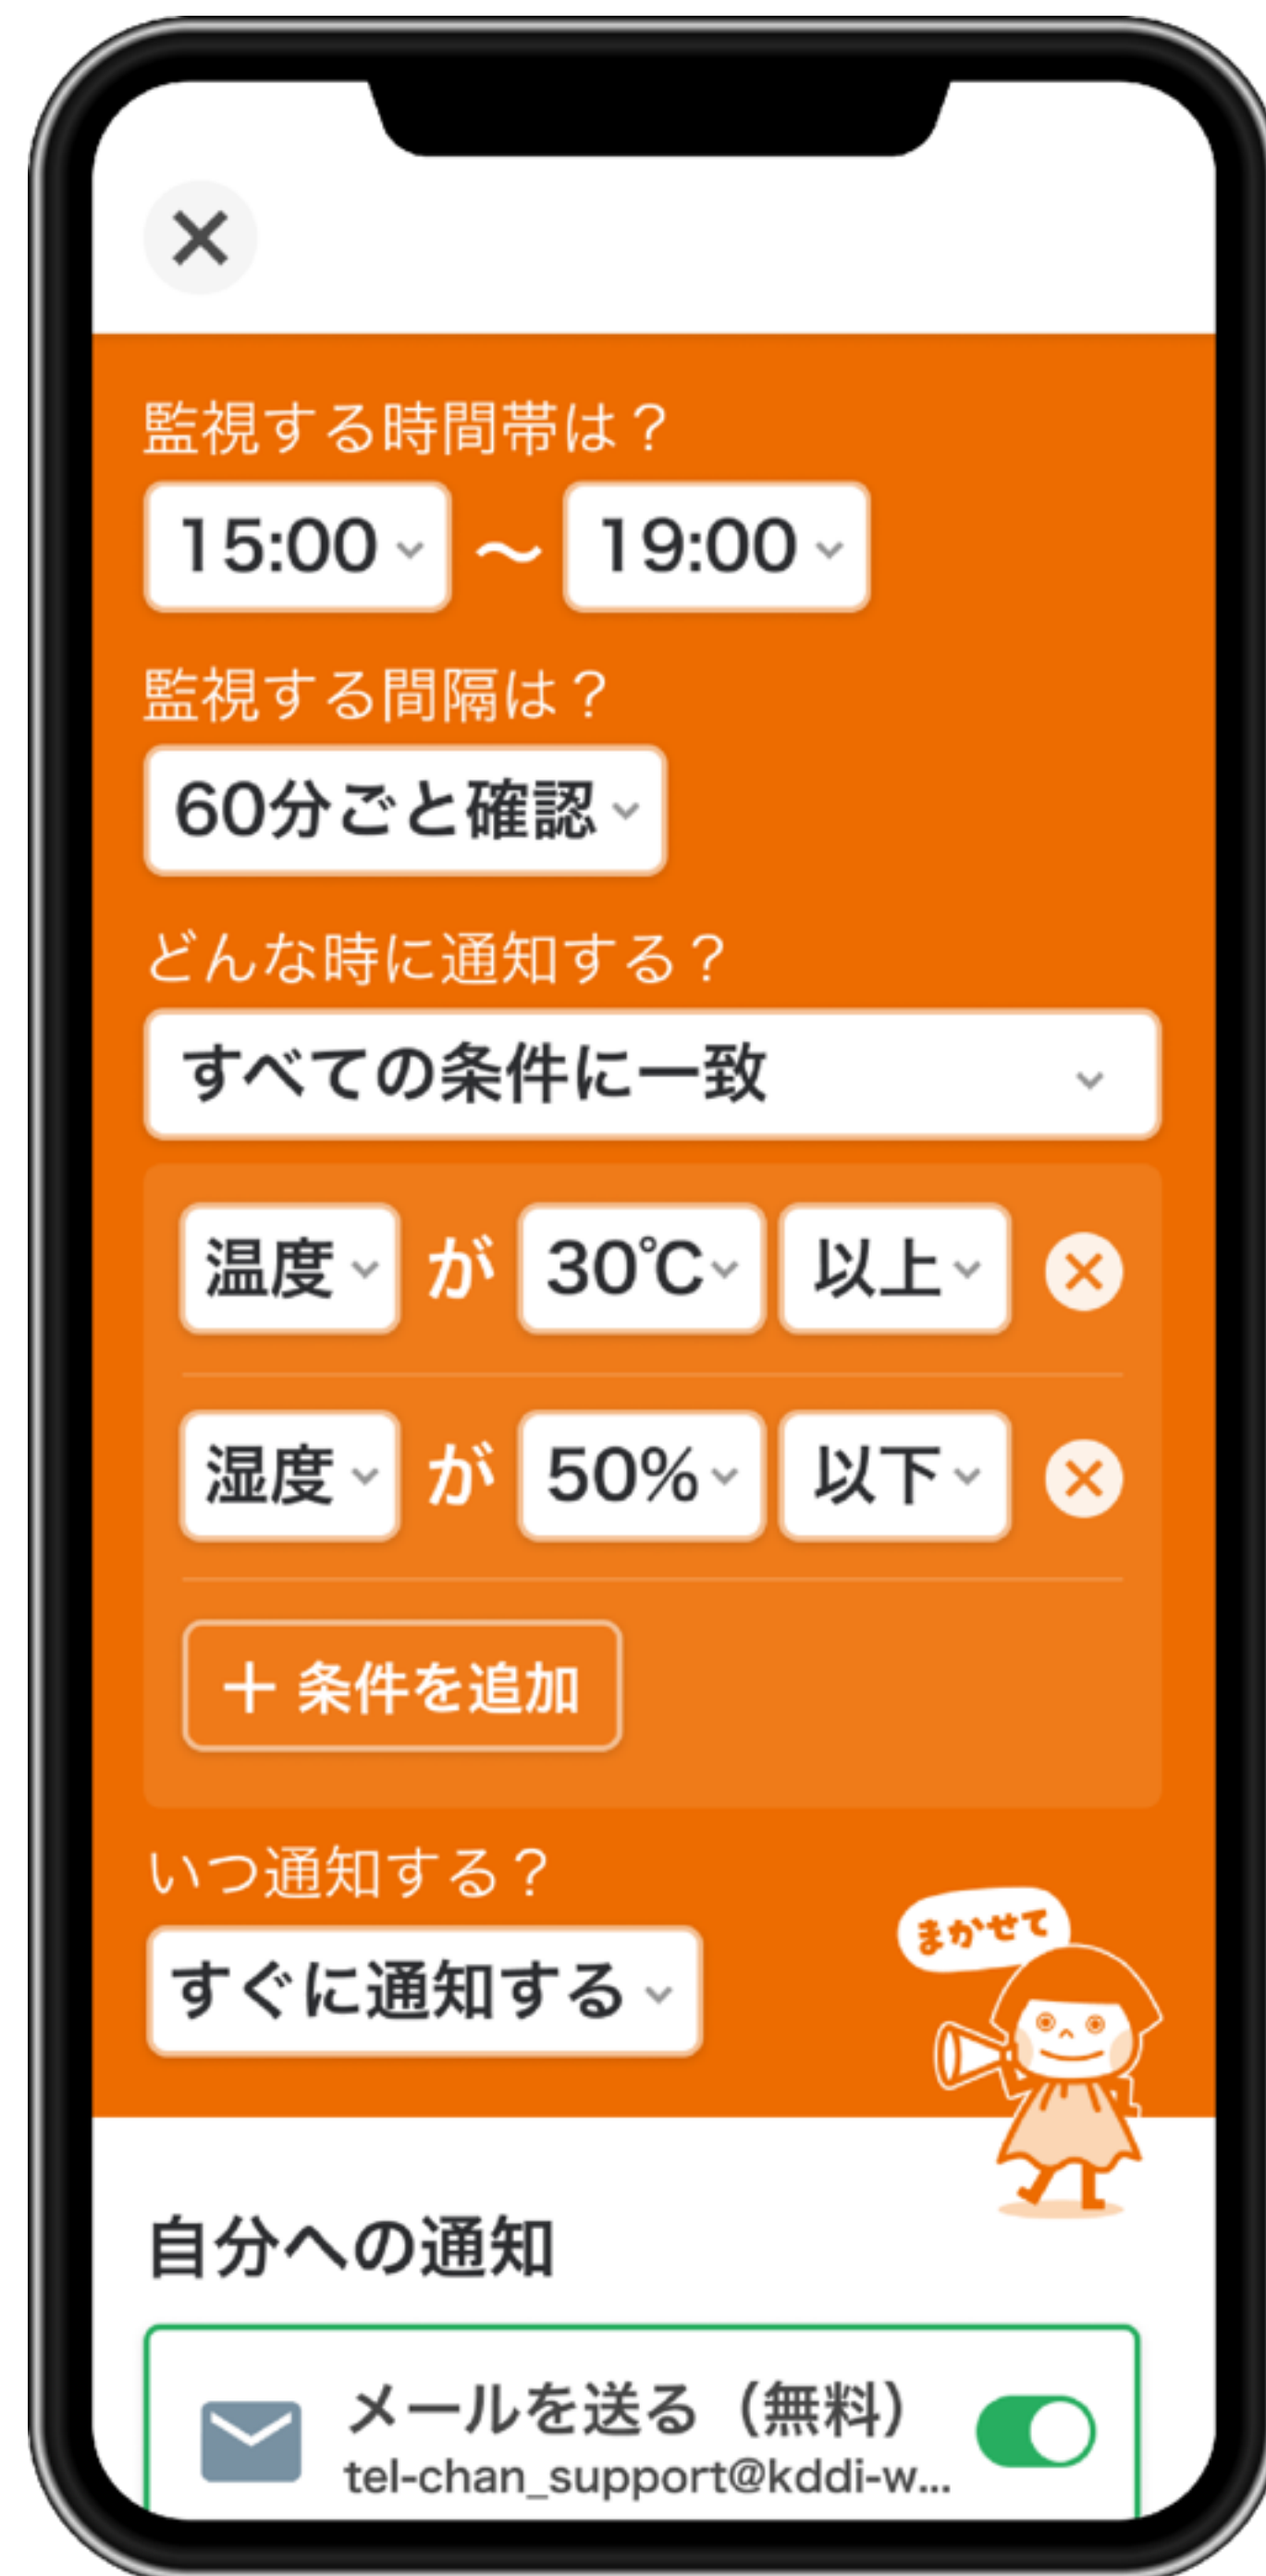 監視する時間帯は？
15:00 〜 19:00
監視する間隔は？
60分ごと確認
どんな時に通知する？
すべての条件に一致
温度 が 30℃ 以上
湿度 が 50% 以下
＋ 条件を追加
いつ通知する？
まかせて
すぐに通知する
自分への通知
メールを送る（無料）
tel-chan_support@kddi-w...